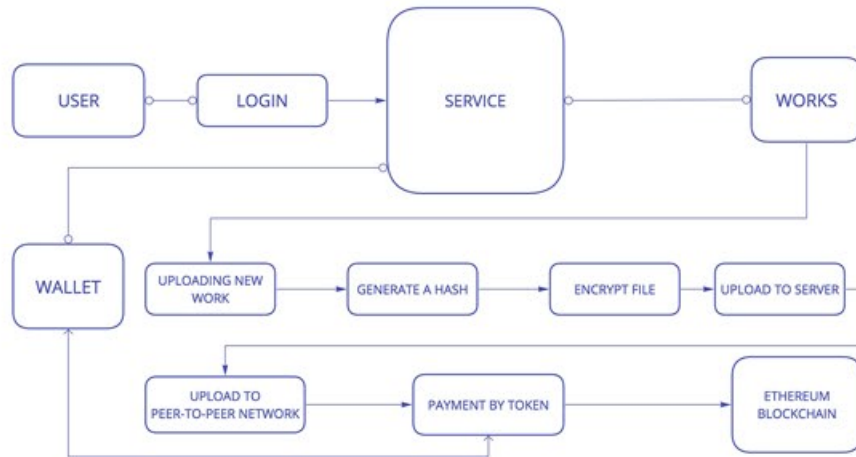 USER
LOGIN
SERVICE
WORKS
WALLET
UPLOADING NEW
WORK
GENERATE A HASH
ENCRYPT FILE
UPLOAD TO SERVER
UPLOAD TO
PEER-TO-PEER NETWORK
PAYMENT BY TOKEN
ETHEREUM
BLOCKCHAIN